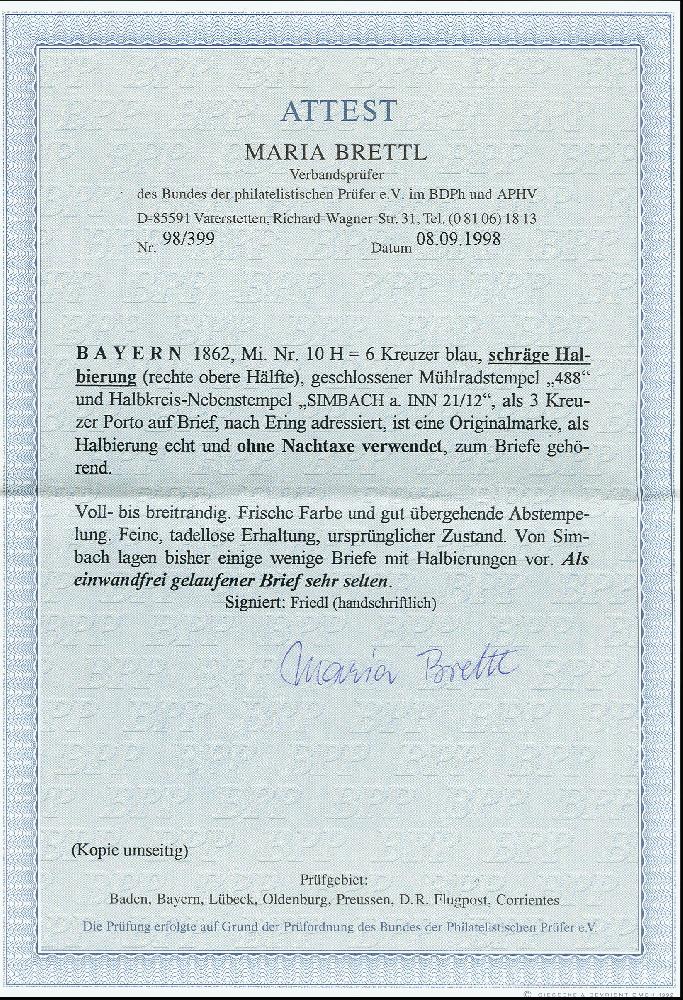 ATTEST
MARIA BRETTL
Verbandsprüfer
des Bundes der philatelistischen Prüfer e.V. im BDPh und APHV
D-85591 Vaterstetten, Richard-Wagner-Str. 31, Tel. (0 81 06) 18 13
Nr. 98/399 Datum 08.09.1998
BAYERN 1862, Mi. Nr. 10 H = 6 Kreuzer blau, schräge Hal-
bierung (rechte obere Hälfte), geschlossener Mühlradstempel „488“
und Halbkreis-Nebenstempel „SIMBACH a. INN 21/12“, als 3 Kreu-
zer Porto auf Brief, nach Ering adressiert, ist eine Originalmarke, als
Halbierung echt und ohne Nachtaxe verwendet, zum Briefe gehö-
rend.
Voll- bis breitrandig. Frische Farbe und gut übergehende Abstempe-
lung. Feine, tadellose Erhaltung, ursprünglicher Zustand. Von Sim-
bach lagen bisher einige wenige Briefe mit Halbierungen vor. Als
einwandfrei gelaufener Brief sehr selten.
Signiert: Friedl (handschriftlich)
Maria Brettl
(Kopie umseitig)
Prüfgebiet:
Baden, Bayern, Lübeck, Oldenburg, Preussen, D.R. Flugpost, Corrientes
Die Prüfung erfolgte auf Grund der Prüfordnung des Bundes der Philatelistischen Prüfer e.V.
© GIESECKE & DEVRIENT GMBH 1992